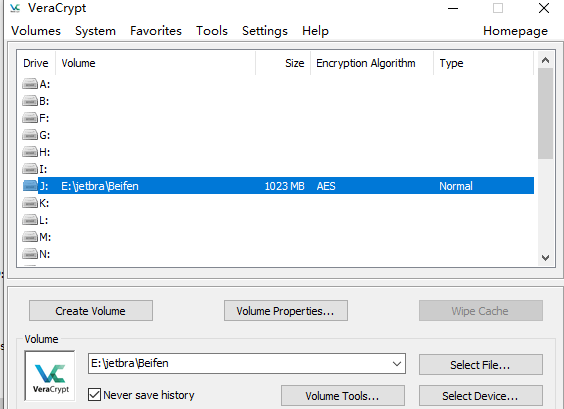 VeraCrypt
Volumes System Favorites Tools Settings Help Homepage
Drive Volume Size Encryption Algorithm Type
A:
B:
F:
G:
H:
I:
J: E:\jetbra\Beifen 1023 MB AES Normal
K:
L:
M:
N:
Create Volume Volume Properties... Wipe Cache
Volume
E:\jetbra\Beifen Select File...
VeraCrypt Never save history Volume Tools... Select Device...